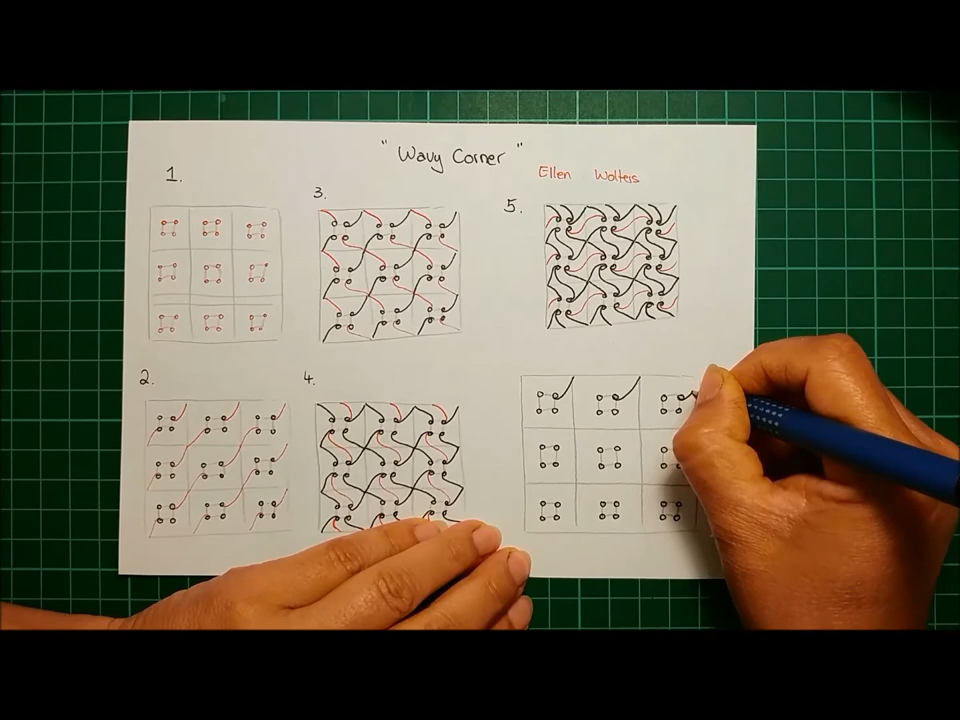 " Wavy Corner "
Ellen Wolters
1.
3.
5.
2.
4.